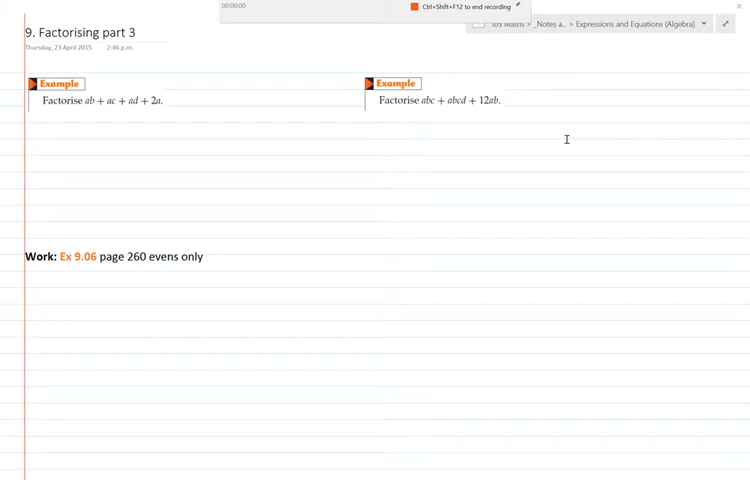 00:00:00
Ctrl+Shift+F12 to end recording
9. Factorising part 3
Thursday, 23 April 2015 2:46 p.m.
105 Maths > _Notes a.. > Expressions and Equations (Algebra)
Example
Factorise ab + ac + ad + 2a.
Example
Factorise abc + abcd + 12ab.
Work: Ex 9.06 page 260 evens only